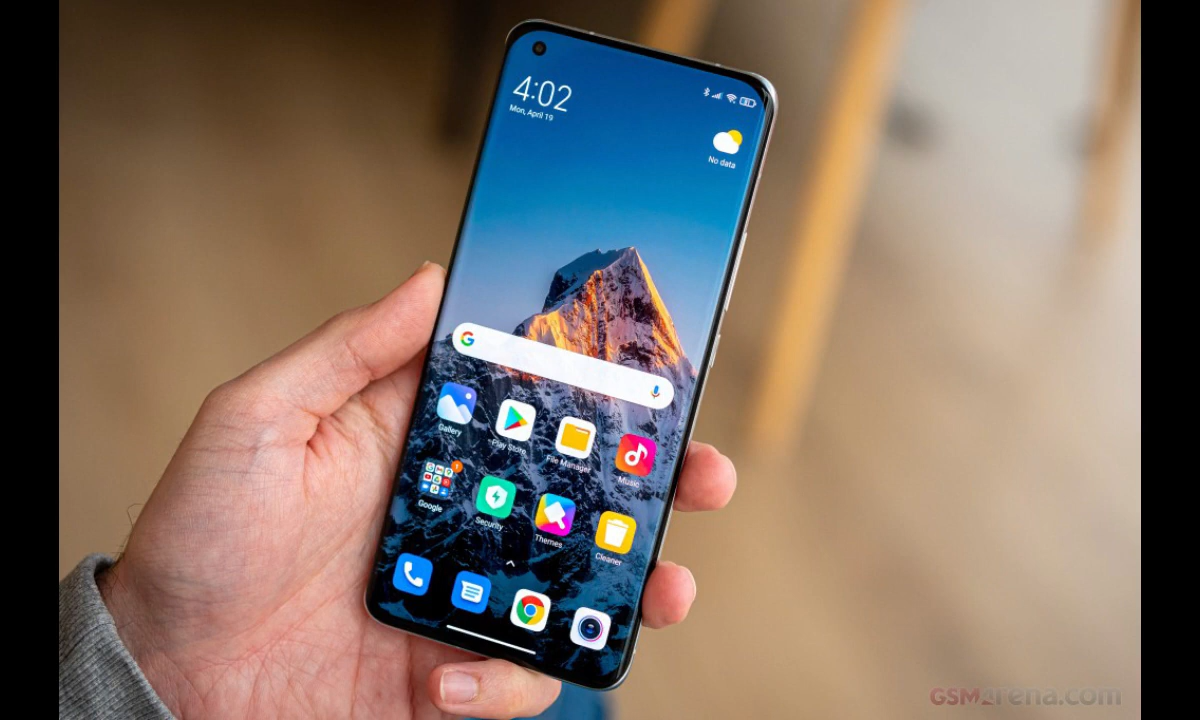 4:02
Mon, April 19
No data
Gallery
Play Store
File Manager
Music
Google
Security
Themes
Cleaner
GSMArena.com